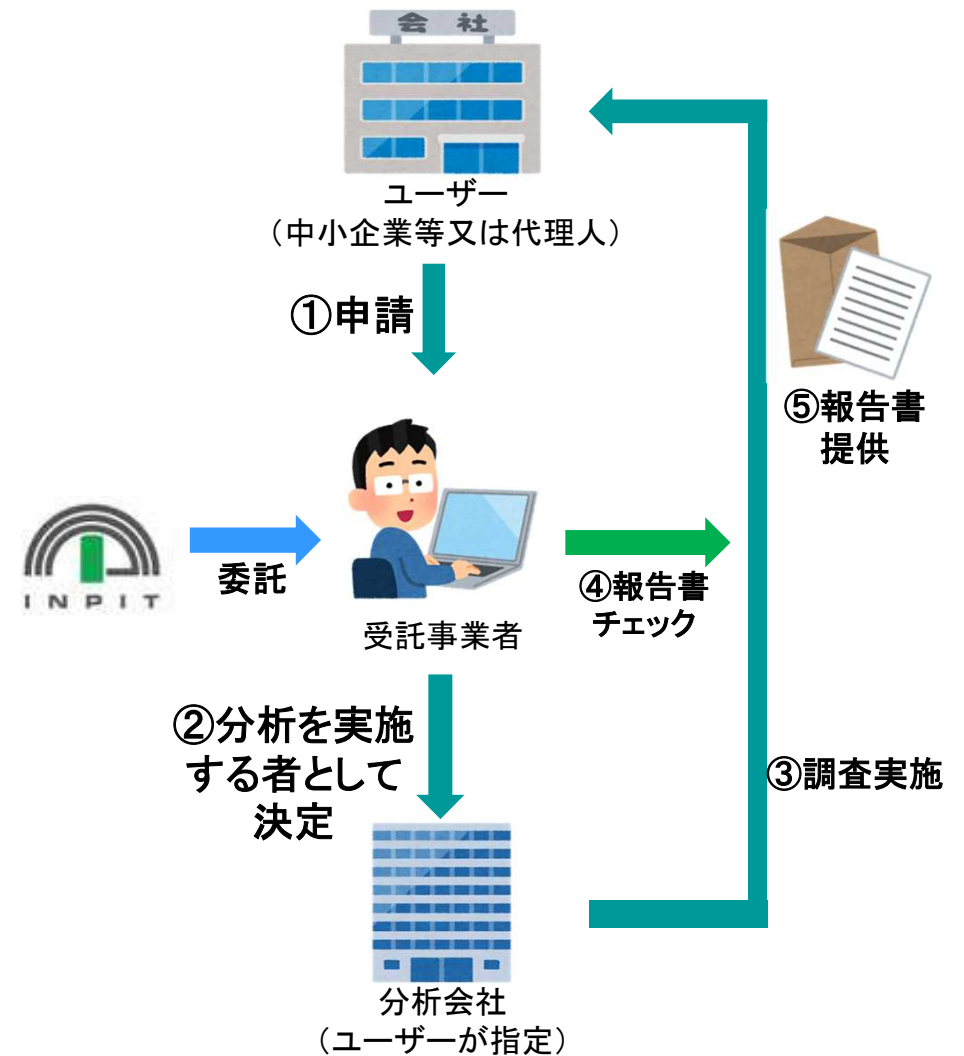 会 社
ユーザー
（中小企業等又は代理人）
①申請
⑤報告書
提供
INPIT
委託
受託事業者
④報告書
チェック
②分析を実施
する者として
決定
③調査実施
分析会社
（ユーザーが指定）